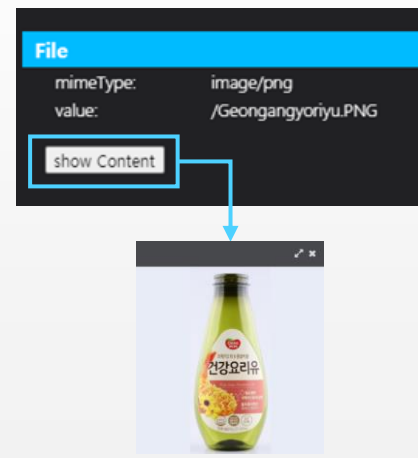 File
mimeType: image/png
value: /Geongangyoriyu.PNG
show Content
건강요리유